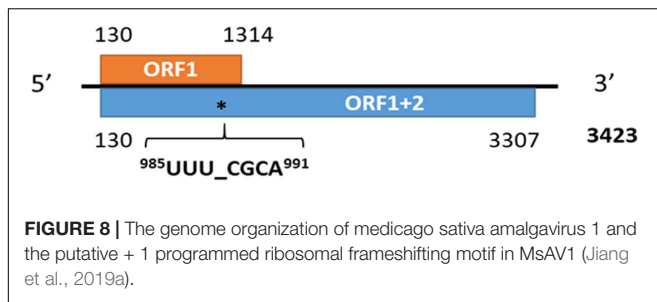 130 1314
ORF1
5′ 3′
* ORF1+2
130 3307 3423
⁹⁸⁵UUU_CGCA⁹⁹¹
FIGURE 8 | The genome organization of medicago sativa amalgavirus 1 and
the putative + 1 programmed ribosomal frameshifting motif in MsAV1 (Jiang
et al., 2019a).